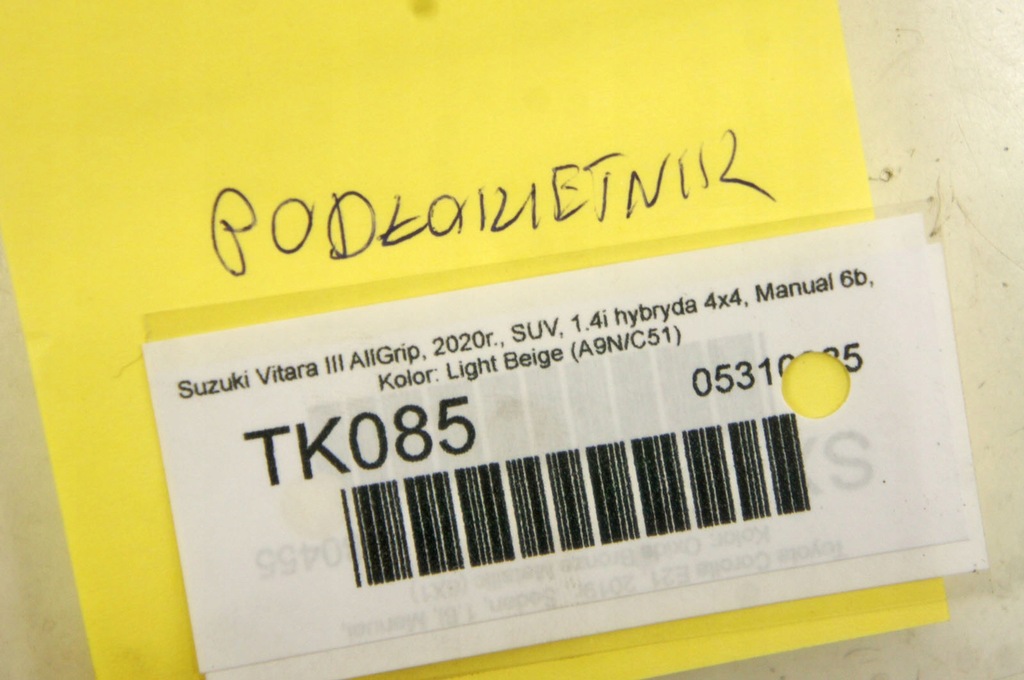 PODŁOKIETNIK
Suzuki Vitara III AllGrip, 2020r., SUV, 1.4i hybryda 4x4, Manual 6b,
Kolor: Light Beige (A9N/C51)
TK085